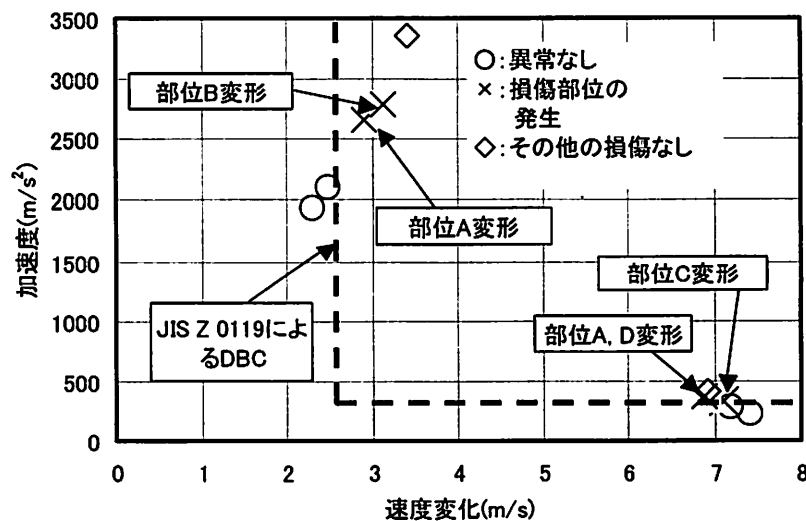 3500
3000
2500
2000
1500
1000
500
0
加速度(m/s²)
部位B変形
○:異常なし
×:損傷部位の
発生
◇:その他の損傷なし
部位A変形
部位C変形
JIS Z 0119によ
るDBC
部位A, D変形
0 1 2 3 4 5 6 7 8
速度変化(m/s)